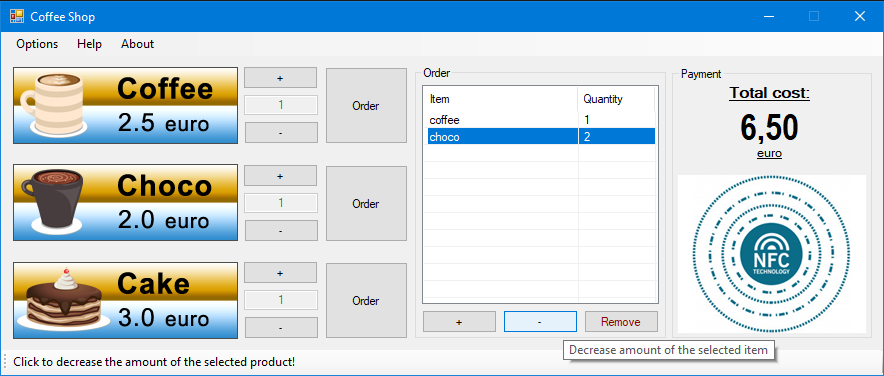 Coffee Shop
Options Help About
Coffee
2.5 euro
+
1
-
Order
Choco
2.0 euro
+
1
-
Order
Cake
3.0 euro
+
1
-
Order
Order
Item Quantity
coffee 1
choco 2
+ - Remove
Payment
Total cost:
6,50
euro
NFC
TECHNOLOGY
Decrease amount of the selected item
Click to decrease the amount of the selected product!